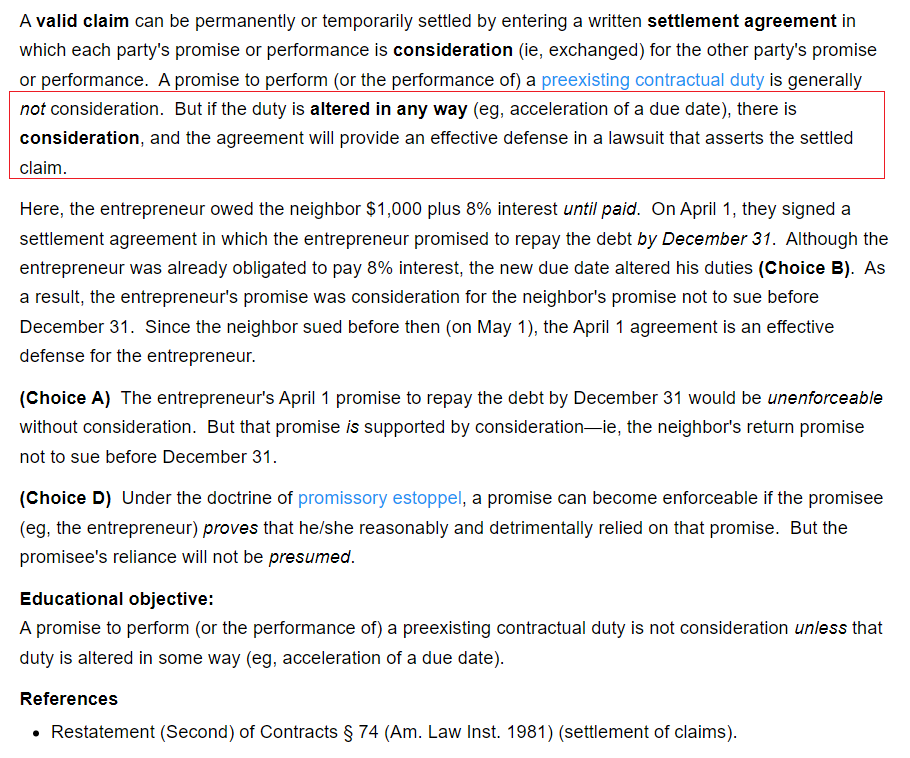 A valid claim can be permanently or temporarily settled by entering a written settlement agreement in
which each party's promise or performance is consideration (ie, exchanged) for the other party's promise
or performance.  A promise to perform (or the performance of) a preexisting contractual duty is generally
not consideration.  But if the duty is altered in any way (eg, acceleration of a due date), there is
consideration, and the agreement will provide an effective defense in a lawsuit that asserts the settled
claim.
Here, the entrepreneur owed the neighbor $1,000 plus 8% interest until paid.  On April 1, they signed a
settlement agreement in which the entrepreneur promised to repay the debt by December 31.  Although the
entrepreneur was already obligated to pay 8% interest, the new due date altered his duties (Choice B).  As
a result, the entrepreneur's promise was consideration for the neighbor's promise not to sue before
December 31.  Since the neighbor sued before then (on May 1), the April 1 agreement is an effective
defense for the entrepreneur.
(Choice A)  The entrepreneur's April 1 promise to repay the debt by December 31 would be unenforceable
without consideration.  But that promise is supported by consideration—ie, the neighbor's return promise
not to sue before December 31.
(Choice D)  Under the doctrine of promissory estoppel, a promise can become enforceable if the promisee
(eg, the entrepreneur) proves that he/she reasonably and detrimentally relied on that promise.  But the
promisee's reliance will not be presumed.
Educational objective:
A promise to perform (or the performance of) a preexisting contractual duty is not consideration unless that
duty is altered in some way (eg, acceleration of a due date).
References
• Restatement (Second) of Contracts § 74 (Am. Law Inst. 1981) (settlement of claims).